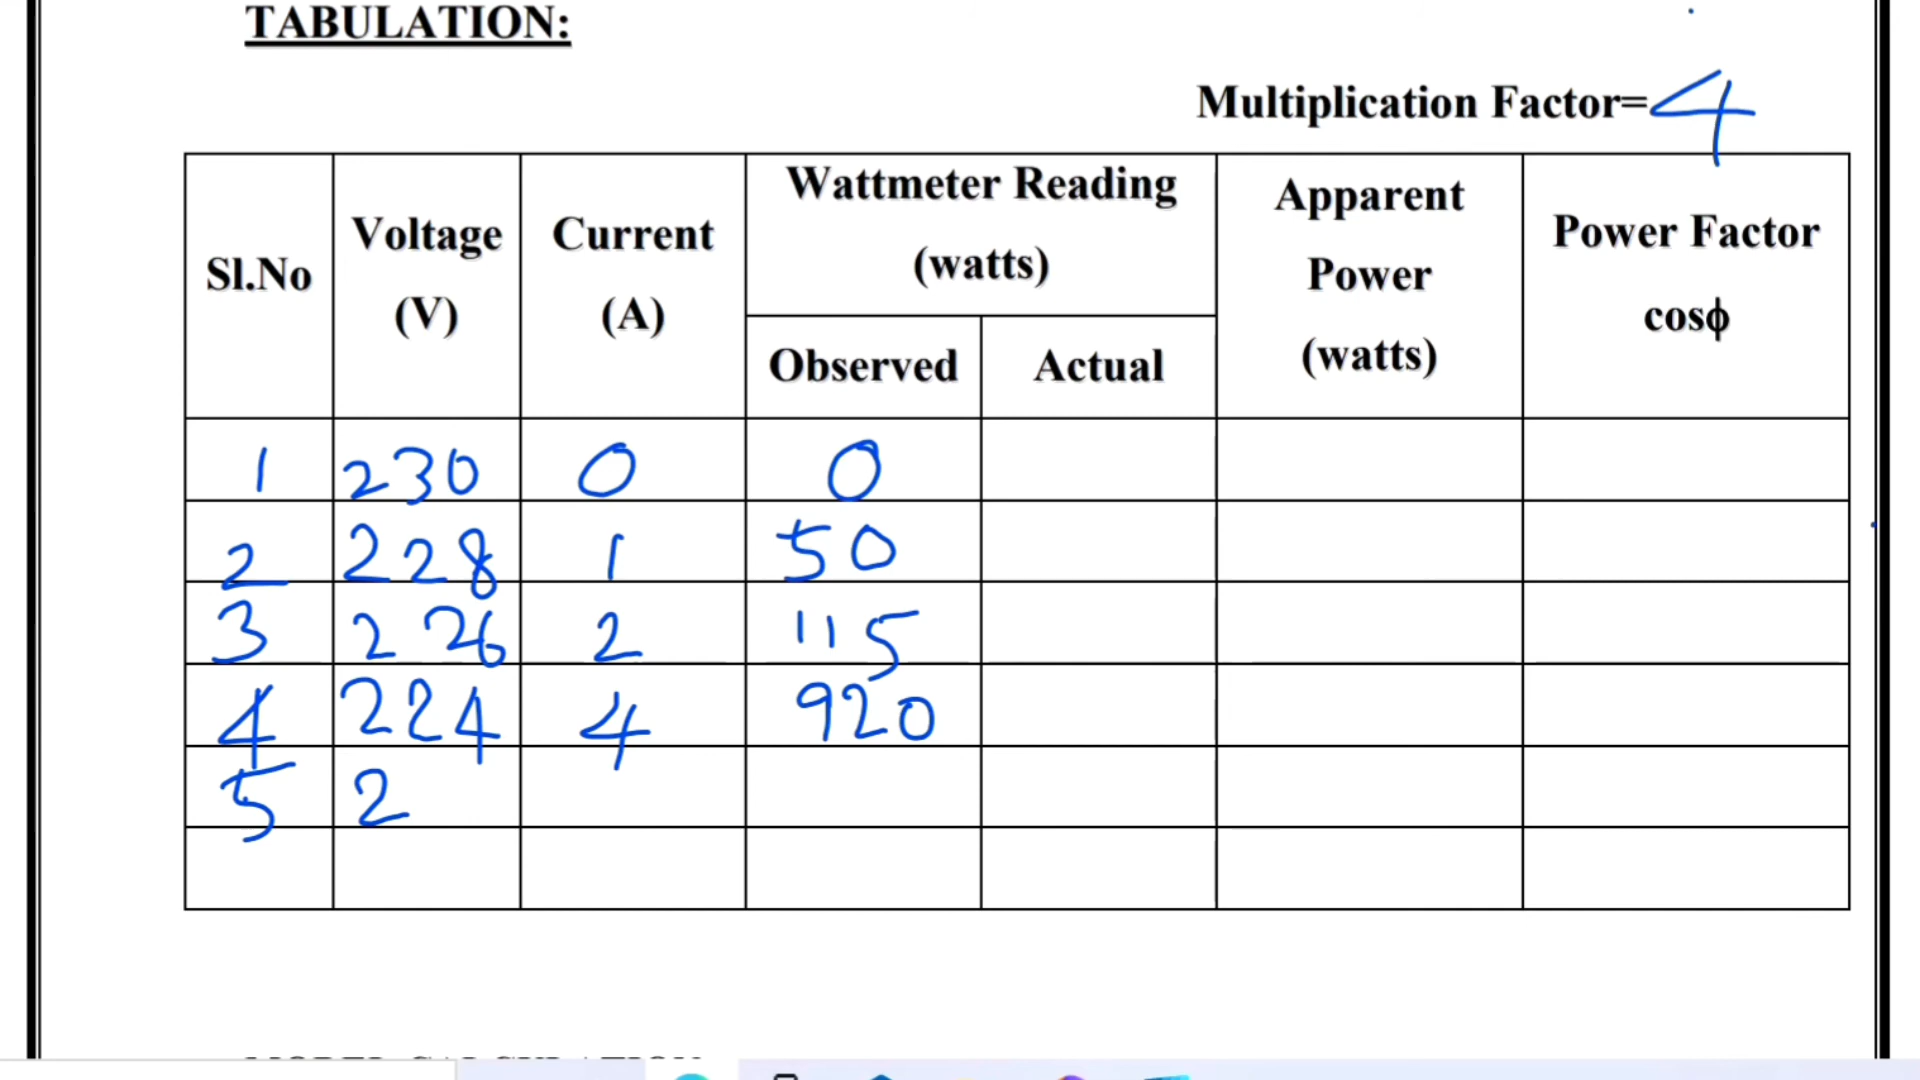 TABULATION:
Multiplication Factor=4
Sl.No Voltage (V) Current (A) Wattmeter Reading (watts) Apparent Power (watts) Power Factor cosϕ
Observed Actual
1 230 0 0
2 228 1 50
3 226 2 115
4 224 4 920
5 2